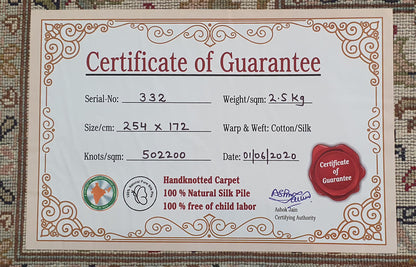 Certificate of Guarantee
Serial-No: 332 Weight/sqm: 2.5 Kg
Size/cm: 254 x 172 Warp & Weft: Cotton/Silk
Knots/sqm: 502200 Date: 01/06/2020
Handknotted Carpet
100 % Natural Silk Pile
100 % free of child labor
Ashok Jain
Certifying Authority
Certificate
of
Guarantee